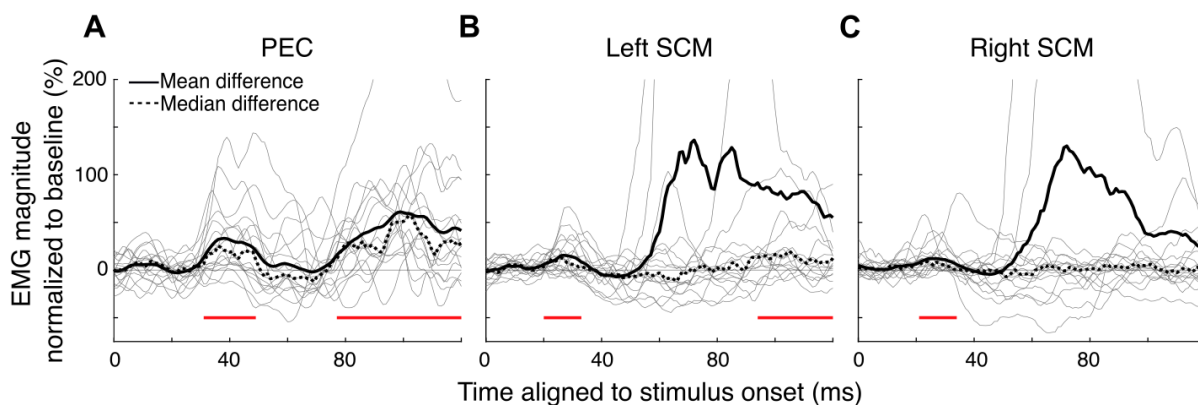 A
PEC
B
Left SCM
C
Right SCM
EMG magnitude
normalized to baseline (%)
200
100
0
Mean difference
Median difference
0
40
80
0
40
80
0
40
80
Time aligned to stimulus onset (ms)